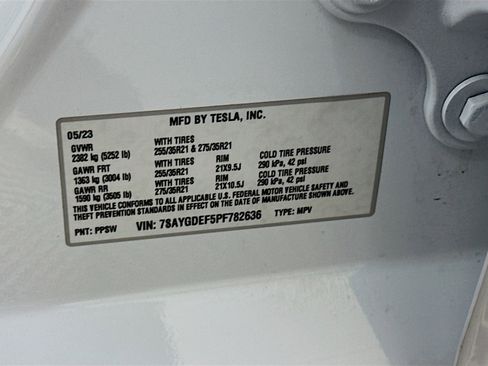 MFD BY TESLA, INC.
05/23
GVWR WITH TIRES
2382 kg (5252 lb) 255/35R21 & 275/35R21
GAWR FRT WITH TIRES RIM COLD TIRE PRESSURE
1363 kg (3004 lb) 255/35R21 21X9.5J 290 kPa, 42 psi
GAWR RR WITH TIRES RIM COLD TIRE PRESSURE
1590 kg (3505 lb) 275/35R21 21X10.5J 290 kPa, 42 psi
THIS VEHICLE CONFORMS TO ALL APPLICABLE U.S. FEDERAL MOTOR VEHICLE SAFETY AND
THEFT PREVENTION STANDARDS IN EFFECT ON THE DATE OF MANUFACTURE SHOWN ABOVE.
PNT: PPSW VIN: 7SAYGDEF5PF782636 TYPE: MPV